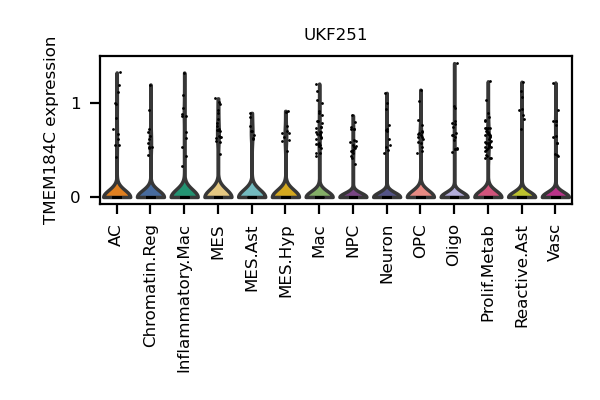 UKF251
TMEM184C expression
1
0
AC
Chromatin.Reg
Inflammatory.Mac
MES
MES.Ast
MES.Hyp
Mac
NPC
Neuron
OPC
Oligo
Prolif.Metab
Reactive.Ast
Vasc